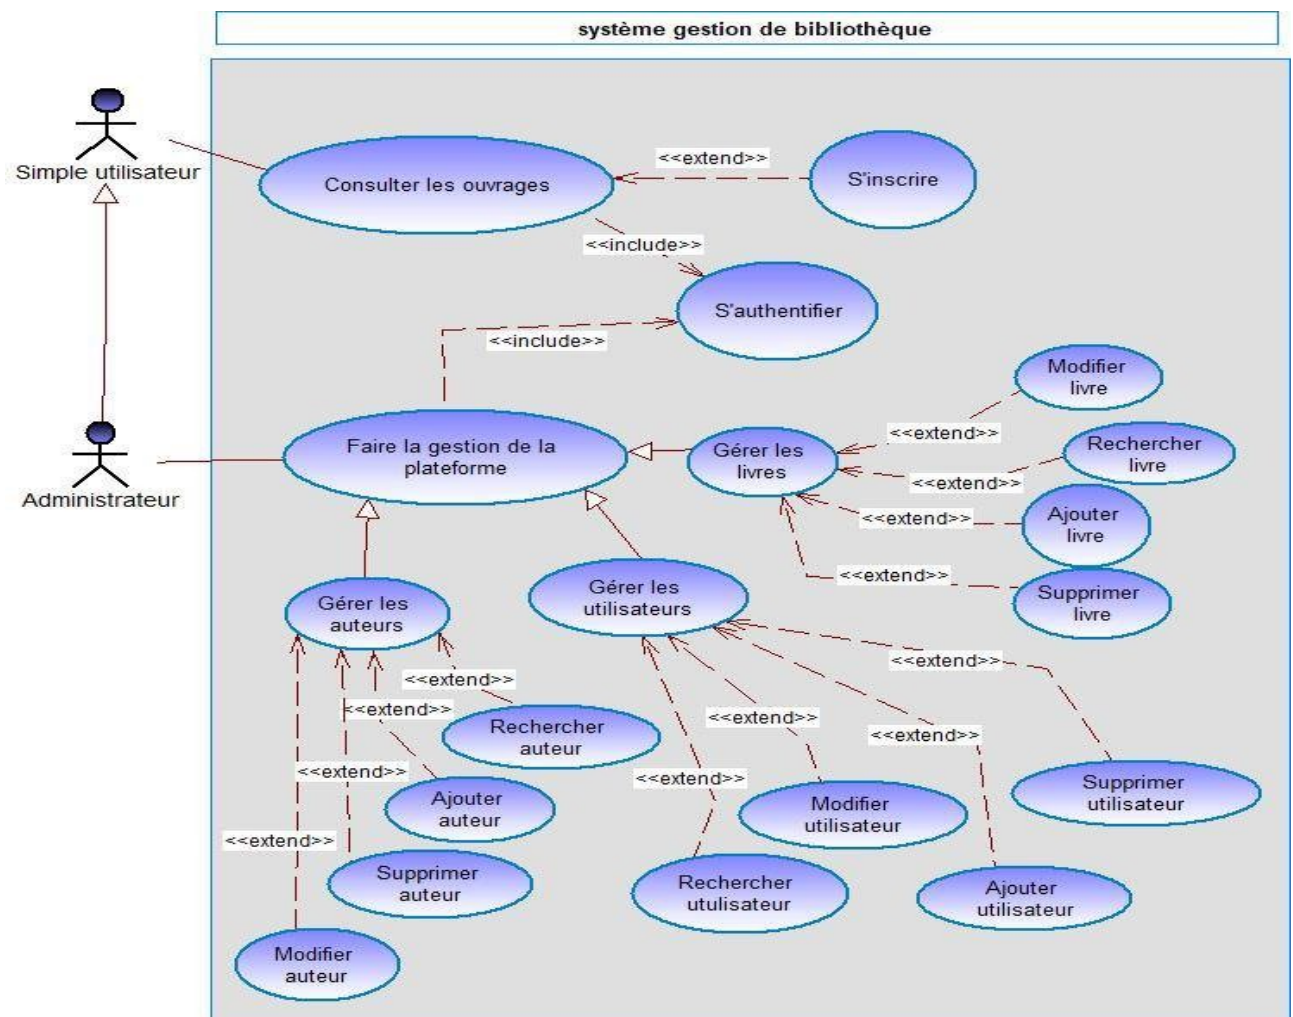 système gestion de bibliothèque
Simple utilisateur
Consulter les ouvrages
<<extend>>
S'inscrire
<<include>>
S'authentifier
<<include>>
Modifier
livre
Administrateur
Faire la gestion de la
plateforme
Gérer les
livres
<<extend>>
Rechercher
livre
<<extend>>
Ajouter
livre
<<extend>>
Supprimer
livre
<<extend>>
Gérer les
auteurs
Gérer les
utilisateurs
<<extend>>
Rechercher
auteur
<<extend>>
Ajouter
auteur
<<extend>>
Supprimer
auteur
<<extend>>
Modifier
auteur
<<extend>>
Rechercher
utulisateur
<<extend>>
Modifier
utilisateur
<<extend>>
Ajouter
utilisateur
<<extend>>
Supprimer
utilisateur